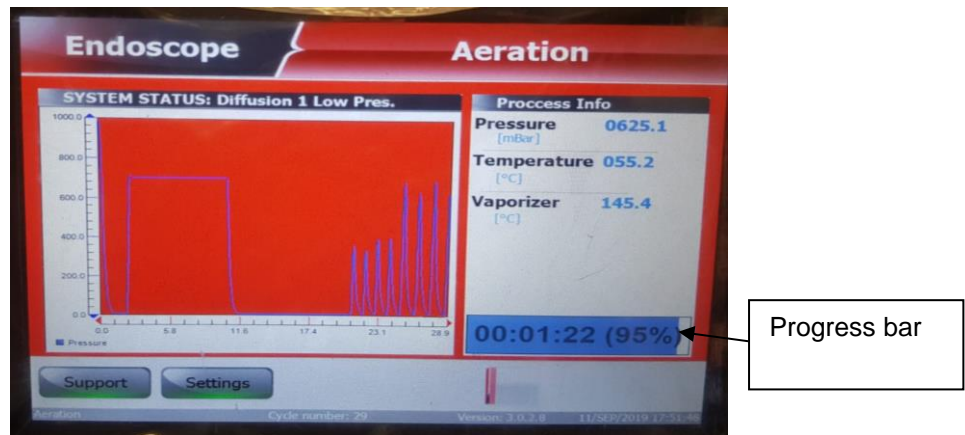 Endoscope
Aeration
SYSTEM STATUS: Diffusion 1 Low Pres.
1000.0
800.0
600.0
400.0
200.0
0.0
0.0 5.8 11.6 17.4 23.1 28.9
Pressure
Proccess Info
Pressure 0625.1
[mBar]
Temperature 055.2
[°C]
Vaporizer 145.4
[°C]
00:01:22 (95%)
Progress bar
Support Settings
Aeration Cycle number: 29 Version: 3.0.2.0 11/SEP/2019 17:51:46